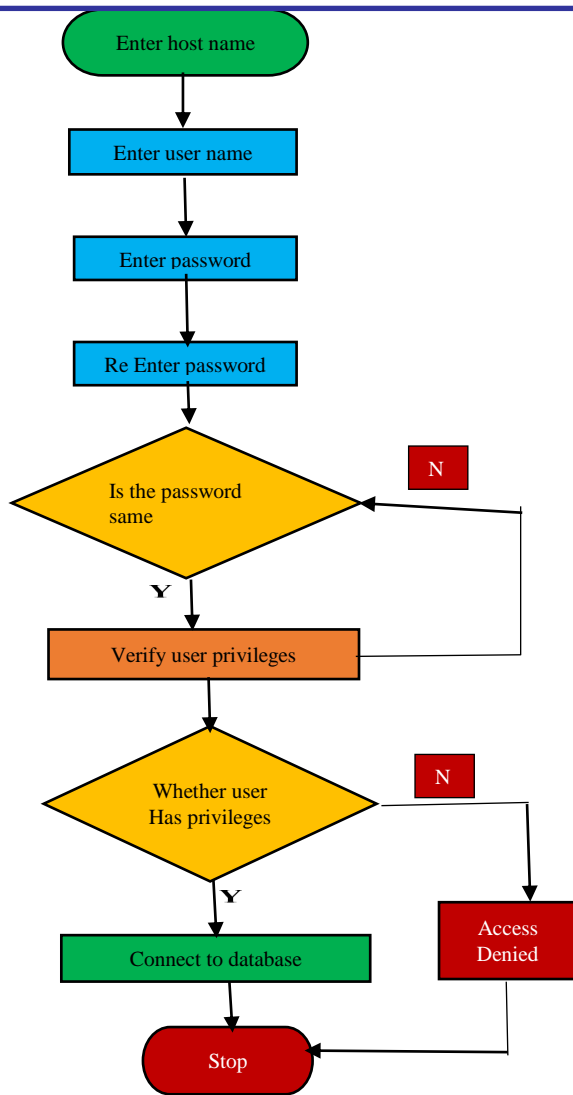 Enter host name
Enter user name
Enter password
Re Enter password
Is the password
same
N
Y
Verify user privileges
Whether user
Has privileges
N
Y
Access
Denied
Connect to database
Stop